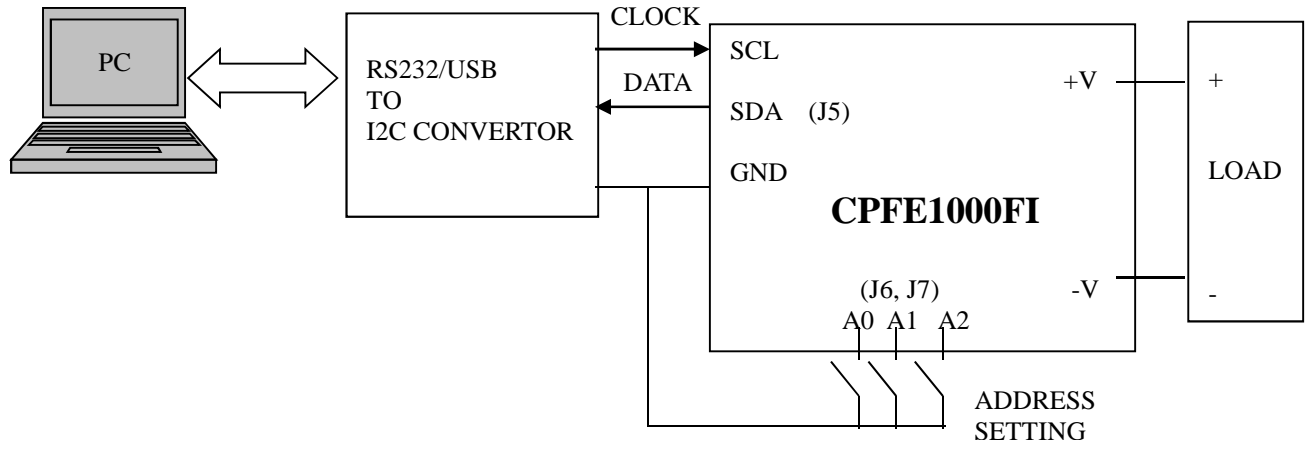 PC
RS232/USB
TO
I2C CONVERTOR
CLOCK
DATA
SCL
SDA (J5)
GND
CPFE1000FI
+V
-V
(J6, J7)
A0 A1 A2
+
LOAD
-
ADDRESS
SETTING